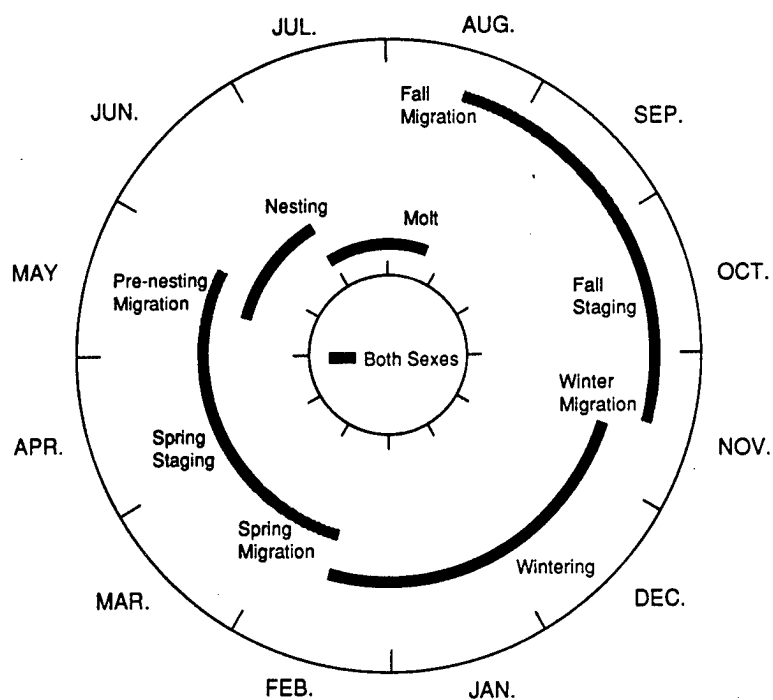 JUL.
AUG.
JUN.
Fall
Migration
SEP.
Nesting
Molt
MAY
Pre-nesting
Migration
Fall
Staging
OCT.
Both Sexes
Winter
Migration
APR.
Spring
Staging
NOV.
Spring
Migration
Wintering
MAR.
DEC.
FEB.
JAN.